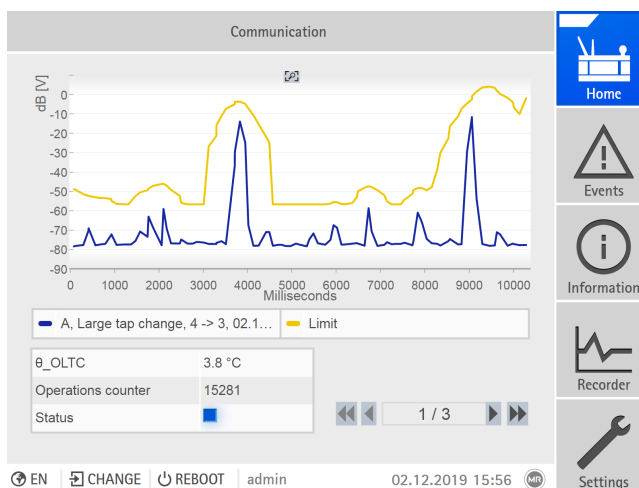 Communication
Home
dB [V]
0
-10
-20
-30
-40
-50
-60
-70
-80
-90
0 1000 2000 3000 4000 5000 6000 7000 8000 9000 10000
Milliseconds
Events
Information
A, Large tap change, 4 -> 3, 02.1... Limit
θ_OLTC 3.8 °C
Operations counter 15281
Status
1 / 3
Recorder
EN CHANGE REBOOT admin 02.12.2019 15:56 MR
Settings